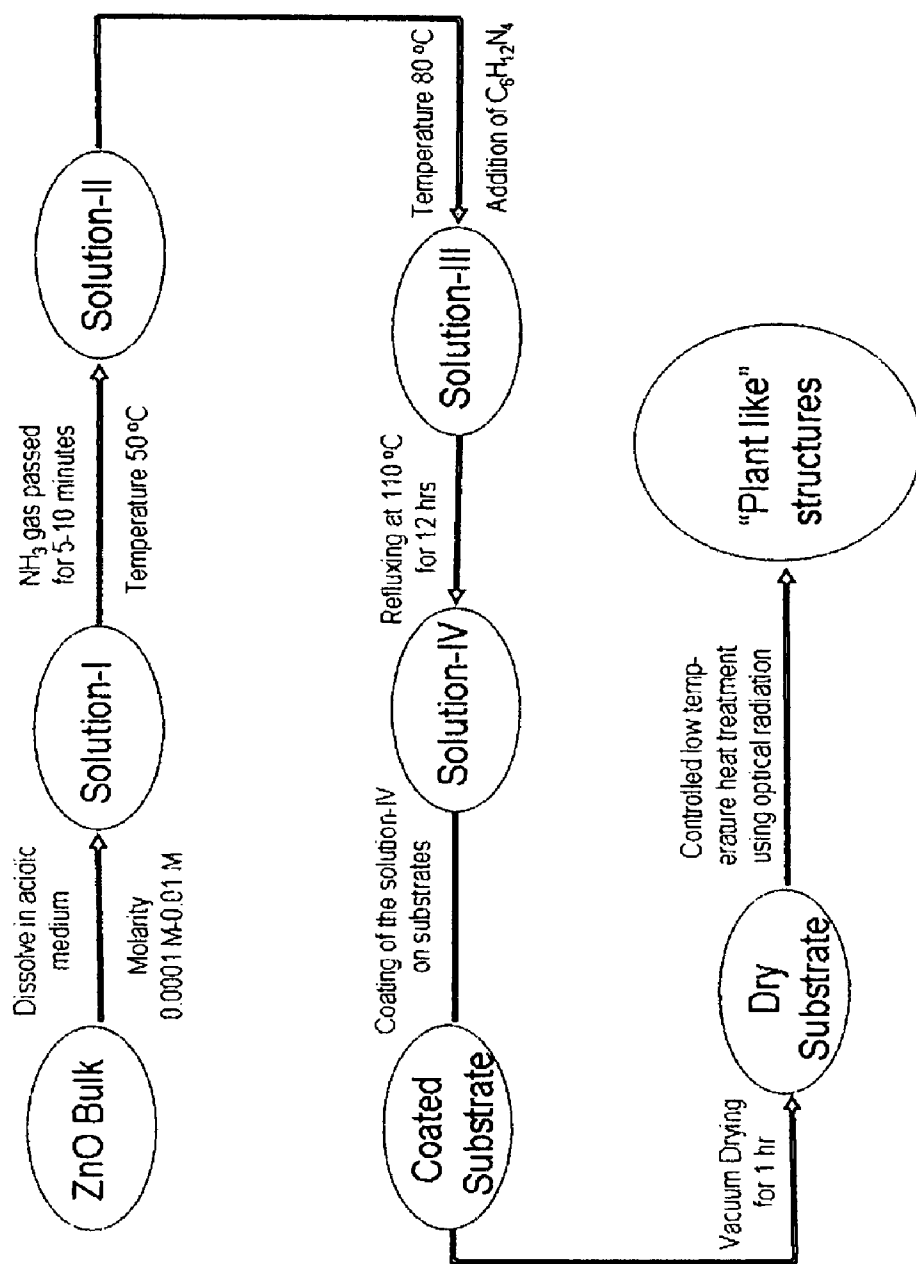 ZnO Bulk
Dissolve in acidic
medium
Molarity
0.0001 M-0.01 M
Solution-I
NH₃ gas passed
for 5-10 minutes
Temperature 50 °C
Solution-II
Temperature 80 °C
Addition of C₆H₁₂N₄
Solution-III
Refluxing at 110 °C
for 12 hrs
Solution-IV
Coating of the solution-IV
on substrates
Coated
Substrate
Vacuum Drying
for 1 hr
Dry
Substrate
Controlled low temp-
erature heat treatment
using optical radiation
“Plant like”
structures